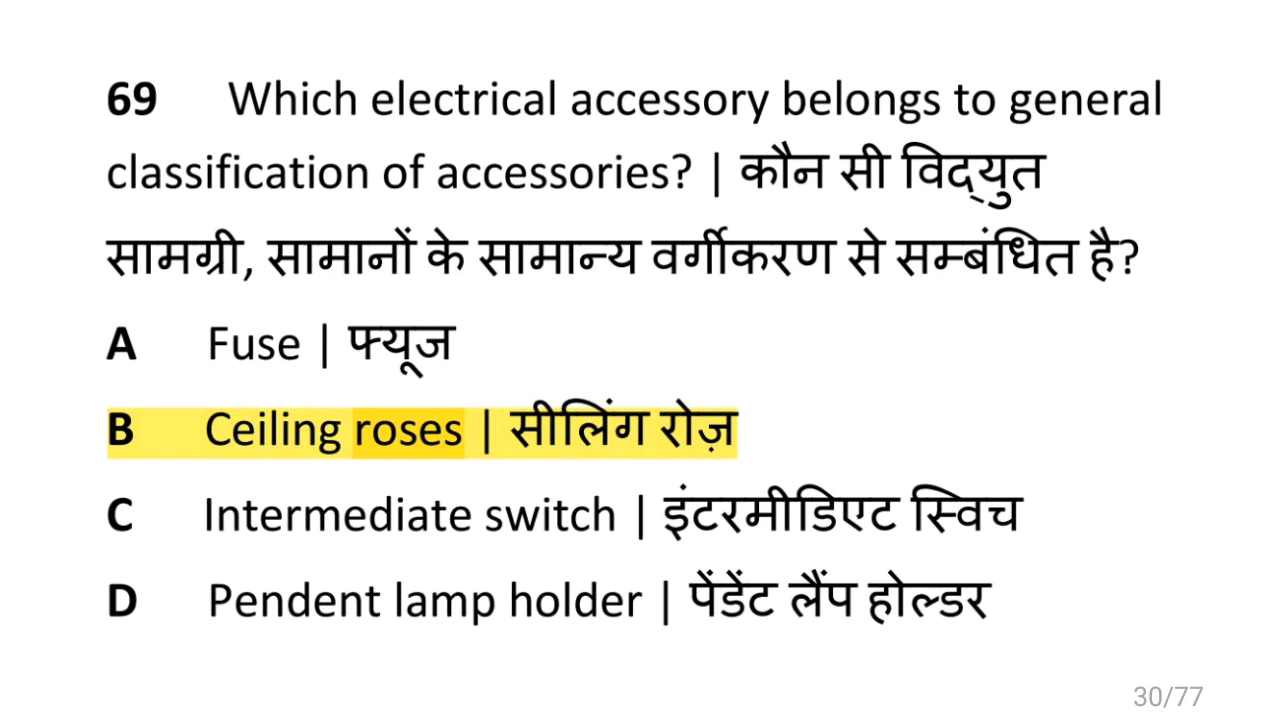 69 Which electrical accessory belongs to general
classification of accessories? | कौन सी विद्‌युत
सामग्री, सामानों के सामान्य वर्गीकरण से सम्बंधित है?
A Fuse | फ्यूज
B Ceiling roses | सीलिंग रोज़
C Intermediate switch | इंटरमीडिएट स्विच
D Pendent lamp holder | पेंडेंट लैंप होल्डर
30/77